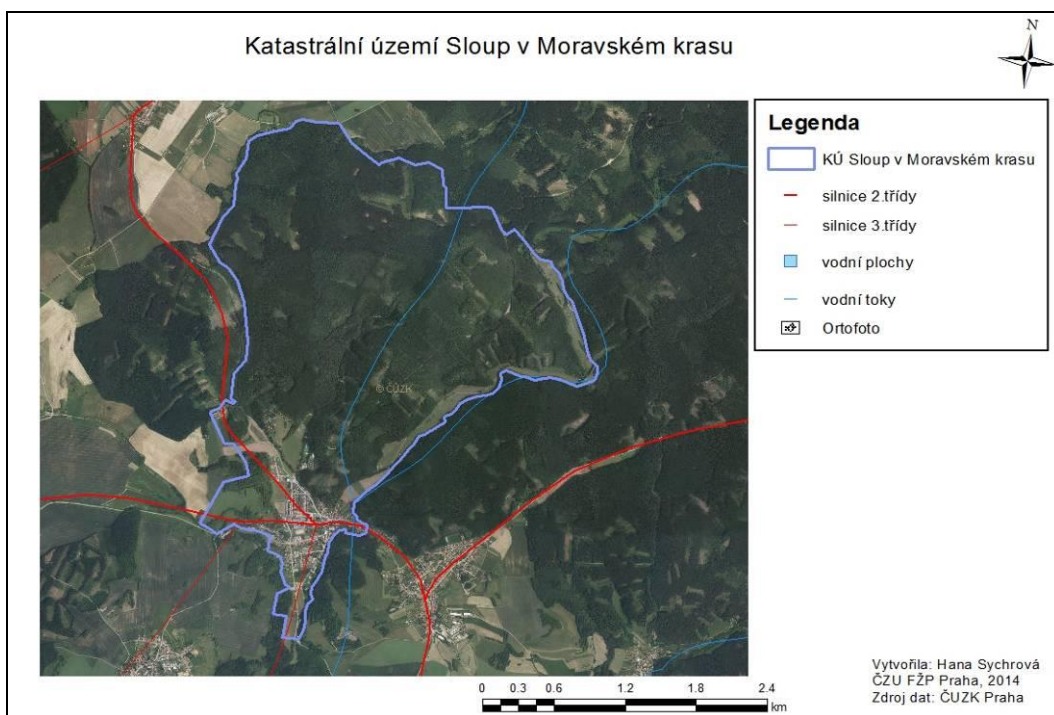 Katastrální území Sloup v Moravském krasu
N
Legenda
KÚ Sloup v Moravském krasu
silnice 2.třídy
silnice 3.třídy
vodní plochy
vodní toky
Ortofoto
© ČÚZK
0 0.3 0.6 1.2 1.8 2.4
km
Vytvořila: Hana Sychrová
ČZU FŽP Praha, 2014
Zdroj dat: ČUZK Praha